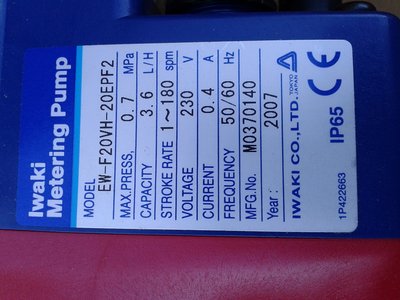 Iwaki
Metering Pump
MODEL EW-F20VH-20EPF2
MAX.PRESS, 0.7 MPa
CAPACITY 3.6 L/H
STROKE RATE 1~180 spm
VOLTAGE 230 V
CURRENT 0.4 A
FREQUENCY 50/60 Hz
MFG.No. M0370140
Year: 2007
IWAKI CO.,LTD. TOKYO JAPAN
CE
IP65
1P422663